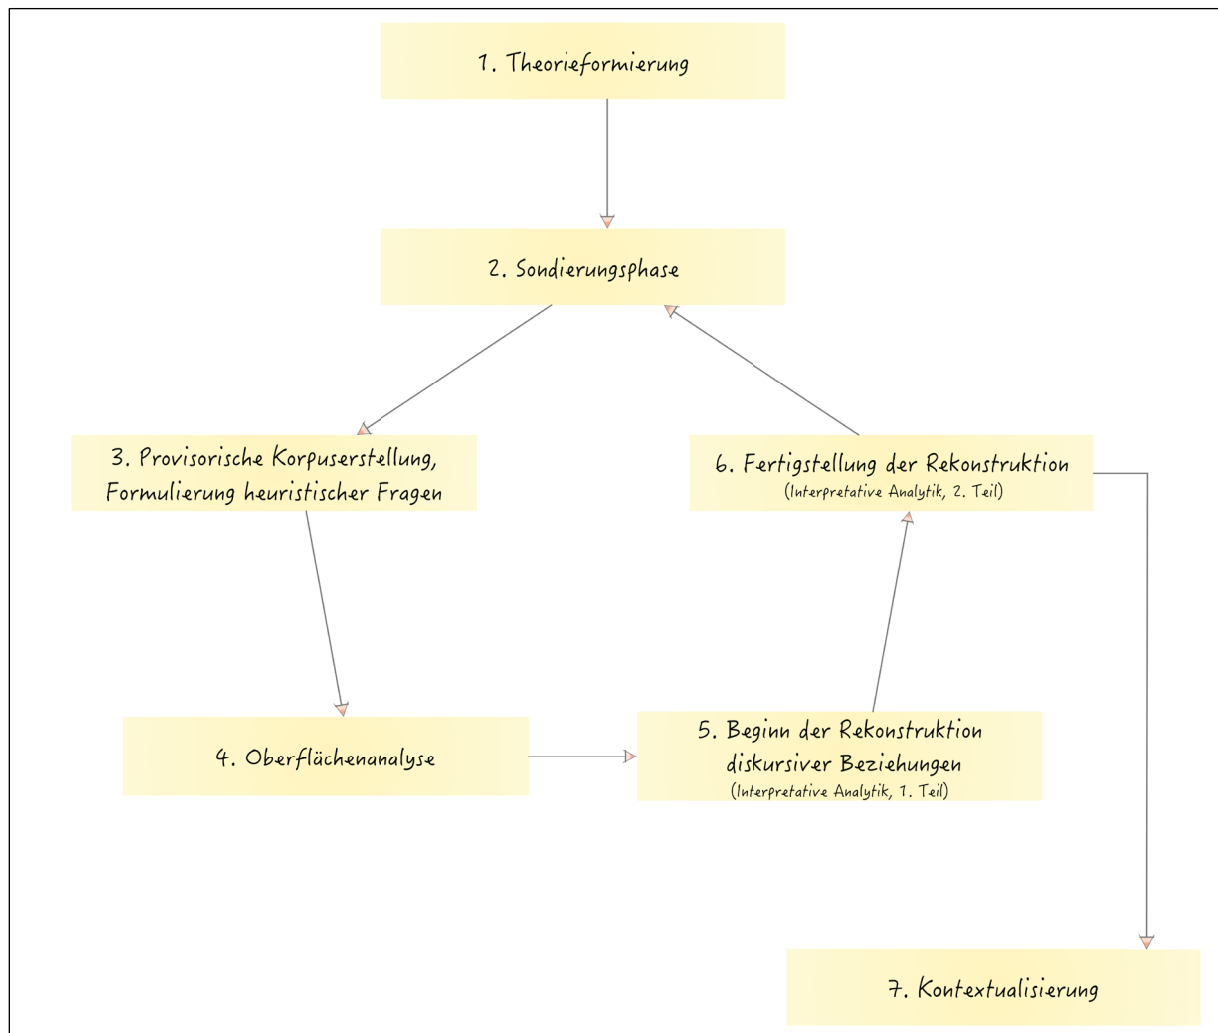 1. Theorieformierung
2. Sondierungsphase
3. Provisorische Korpuserstellung,
Formulierung heuristischer Fragen
6. Fertigstellung der Rekonstruktion
(Interpretative Analytik, 2. Teil)
4. Oberflächenanalyse
5. Beginn der Rekonstruktion
diskursiver Beziehungen
(Interpretative Analytik, 1. Teil)
7. Kontextualisierung